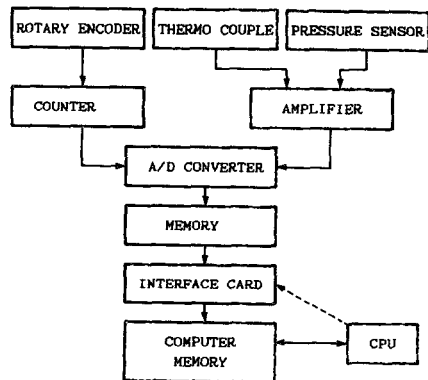 ROTARY ENCODER
THERMO COUPLE
PRESSURE SENSOR
COUNTER
AMPLIFIER
A/D CONVERTER
MEMORY
INTERFACE CARD
COMPUTER
MEMORY
CPU